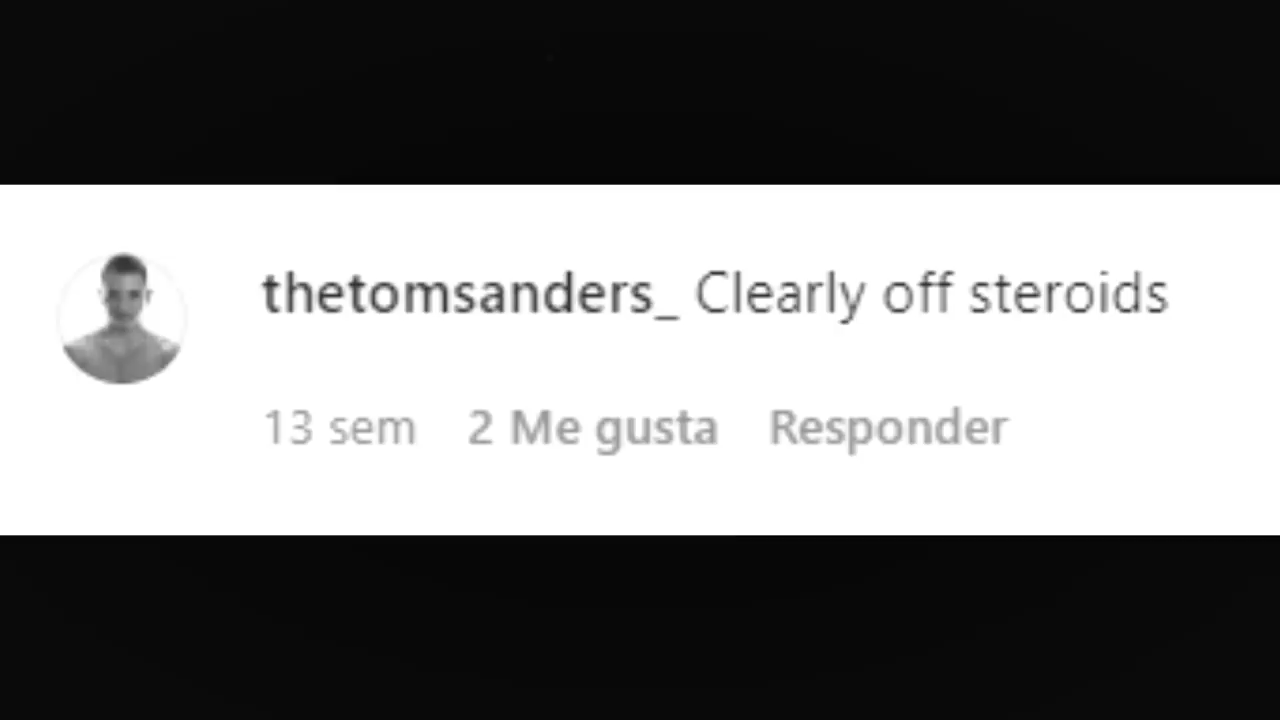 thetomsanders_ Clearly off steroids
13 sem 2 Me gusta Responder